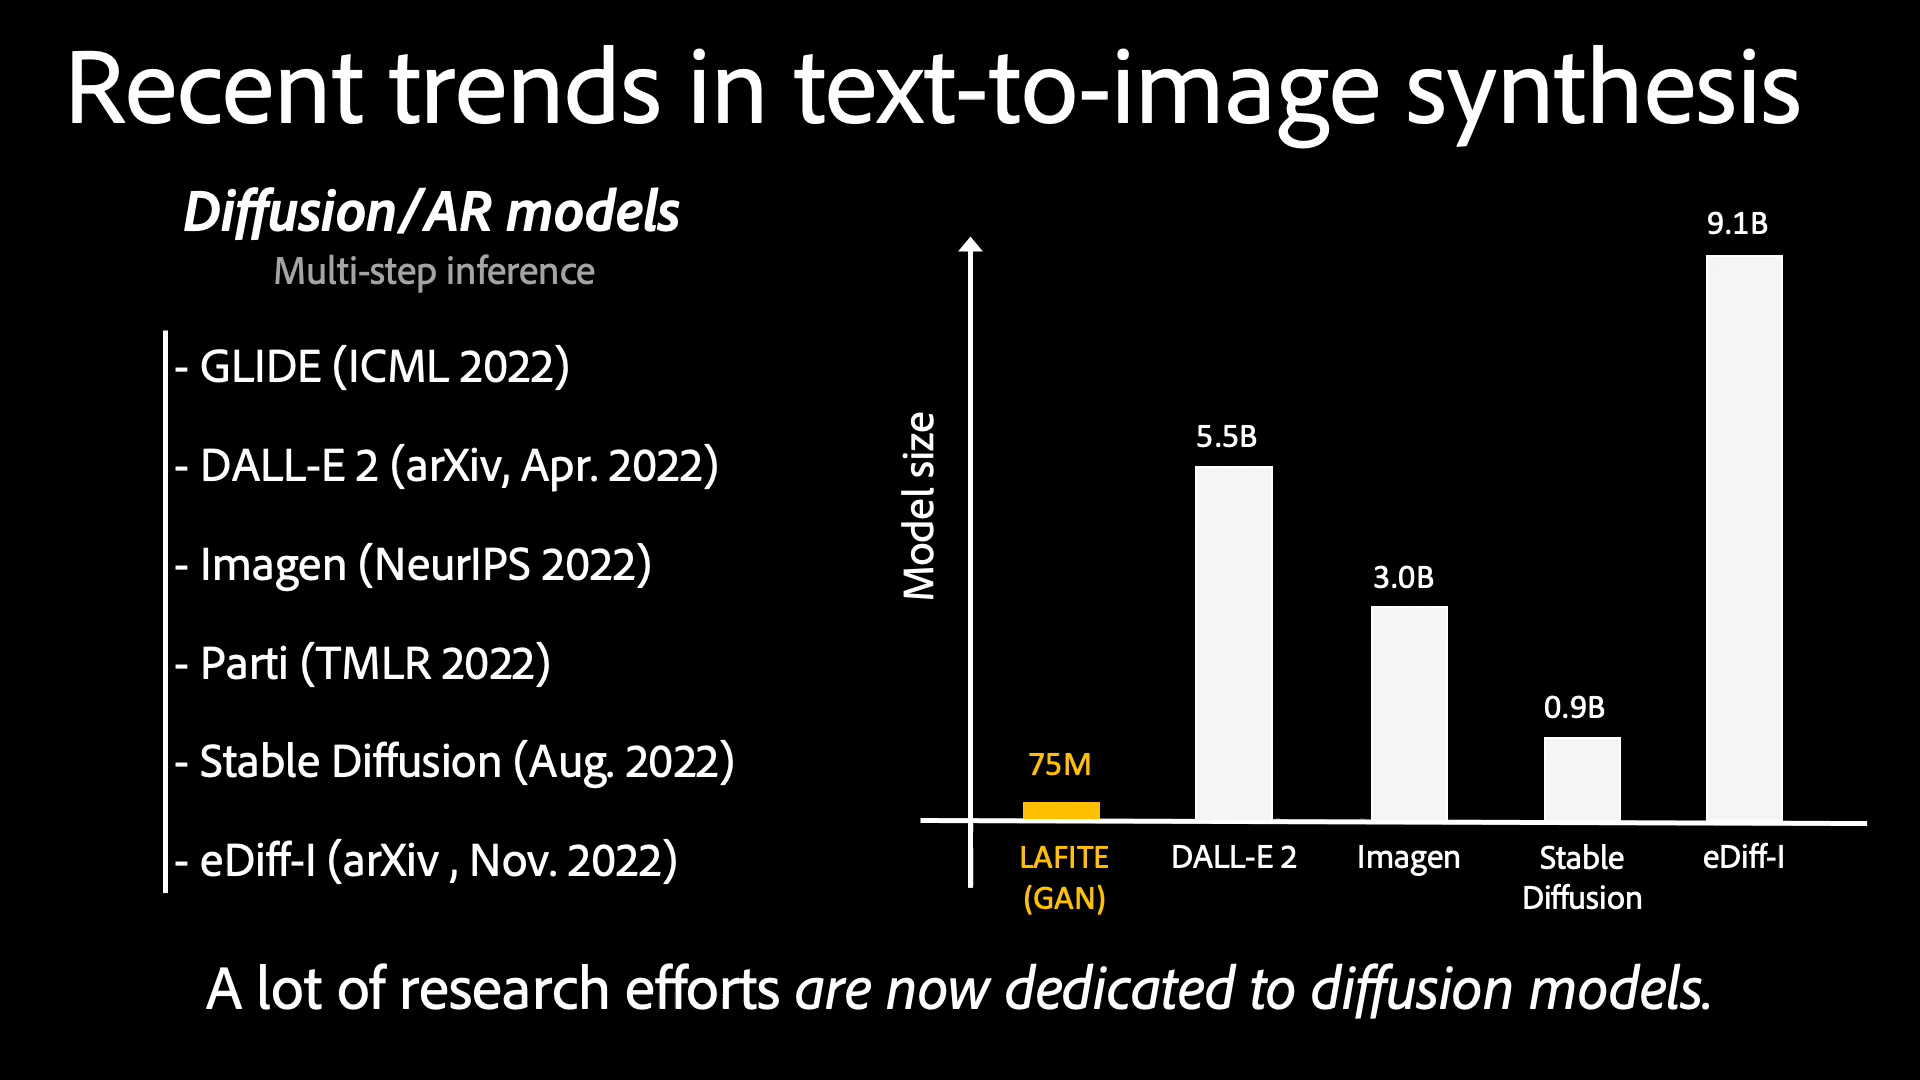 Recent trends in text-to-image synthesis
Diffusion/AR models
Multi-step inference
- GLIDE (ICML 2022)
- DALL-E 2 (arXiv, Apr. 2022)
- Imagen (NeurIPS 2022)
- Parti (TMLR 2022)
- Stable Diffusion (Aug. 2022)
- eDiff-I (arXiv , Nov. 2022)
Model size
75M
5.5B
3.0B
0.9B
9.1B
LAFITE
(GAN)
DALL-E 2
Imagen
Stable
Diffusion
eDiff-I
A lot of research efforts are now dedicated to diffusion models.